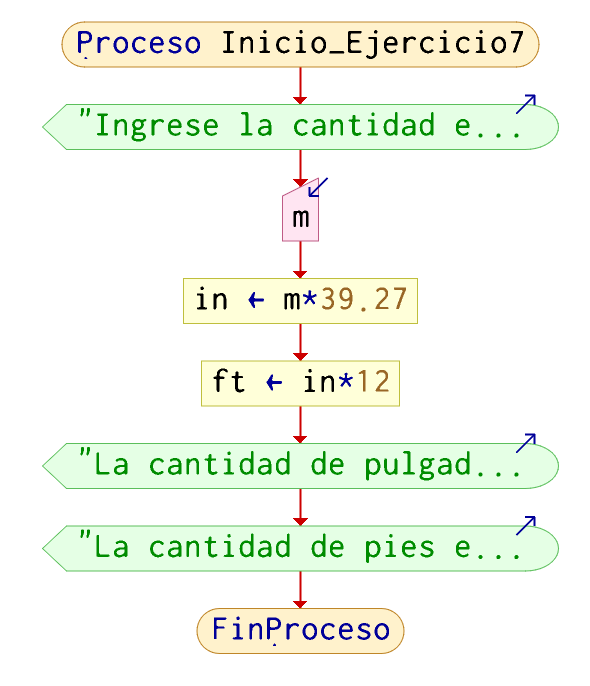 Proceso Inicio_Ejercicio7
"Ingrese la cantidad e...
m
in ← m*39.27
ft ← in*12
"La cantidad de pulgad...
"La cantidad de pies e...
FinProceso